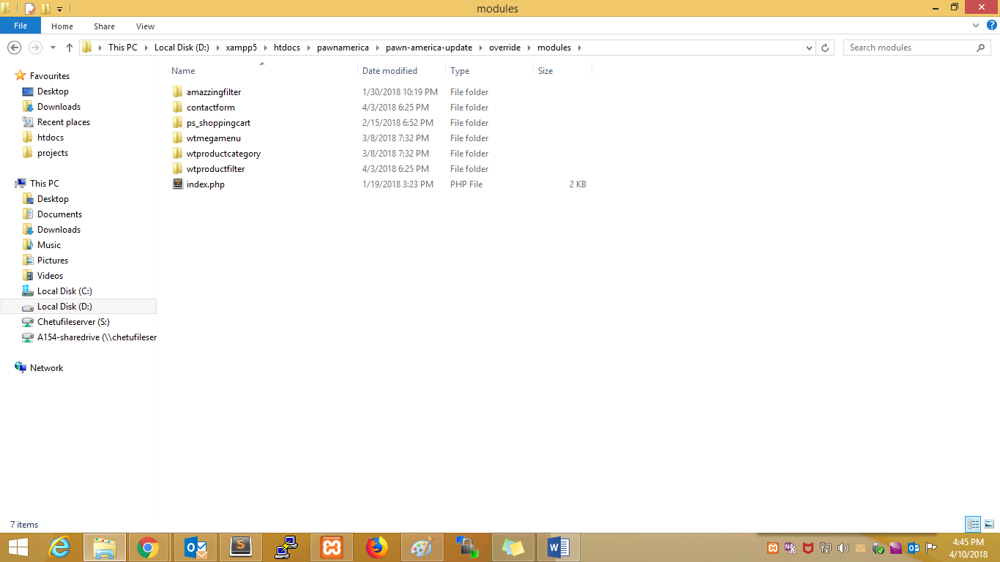 modules
File Home Share View
This PC Local Disk (D:) xampp5 htdocs pawnamerica pawn-america-update override modules
Search modules
Name Date modified Type Size
Favourites
Desktop
Downloads
Recent places
htdocs
projects
This PC
Desktop
Documents
Downloads
Music
Pictures
Videos
Local Disk (C:)
Local Disk (D:)
Chetufileserver (S:)
A154-sharedrive (\\chetufileser
Network
amazzingfilter 1/30/2018 10:19 PM File folder
contactform 4/3/2018 6:25 PM File folder
ps_shoppingcart 2/15/2018 6:52 PM File folder
wtmegamenu 3/8/2018 7:32 PM File folder
wtproductcategory 3/8/2018 7:32 PM File folder
wtproductfilter 4/3/2018 6:25 PM File folder
index.php 1/19/2018 3:23 PM PHP File 2 KB
7 items
4:45 PM
4/10/2018